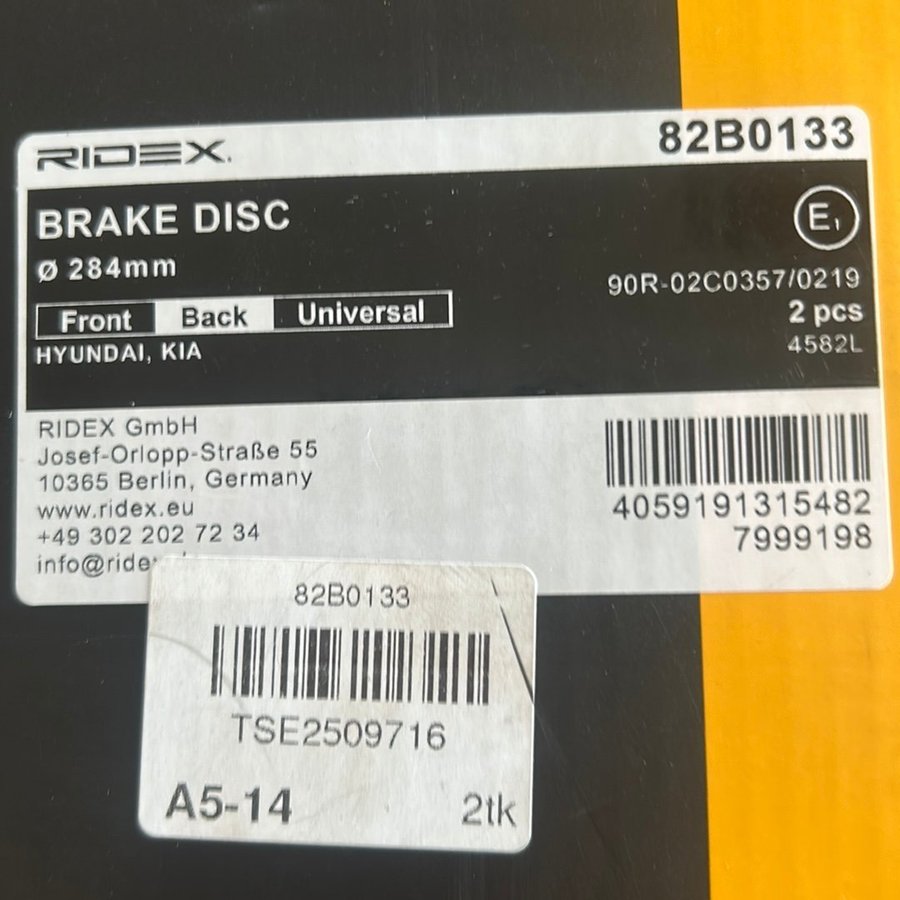 RIDEX
82B0133
BRAKE DISC
E1
Ø 284mm
90R-02C0357/0219
Front Back Universal
2 pcs
HYUNDAI, KIA
4582L
RIDEX GmbH
Josef-Orlopp-Straße 55
10365 Berlin, Germany
www.ridex.eu
+49 302 202 72 34
4059191315482
7999198
82B0133
TSE2509716
A5-14
2tk